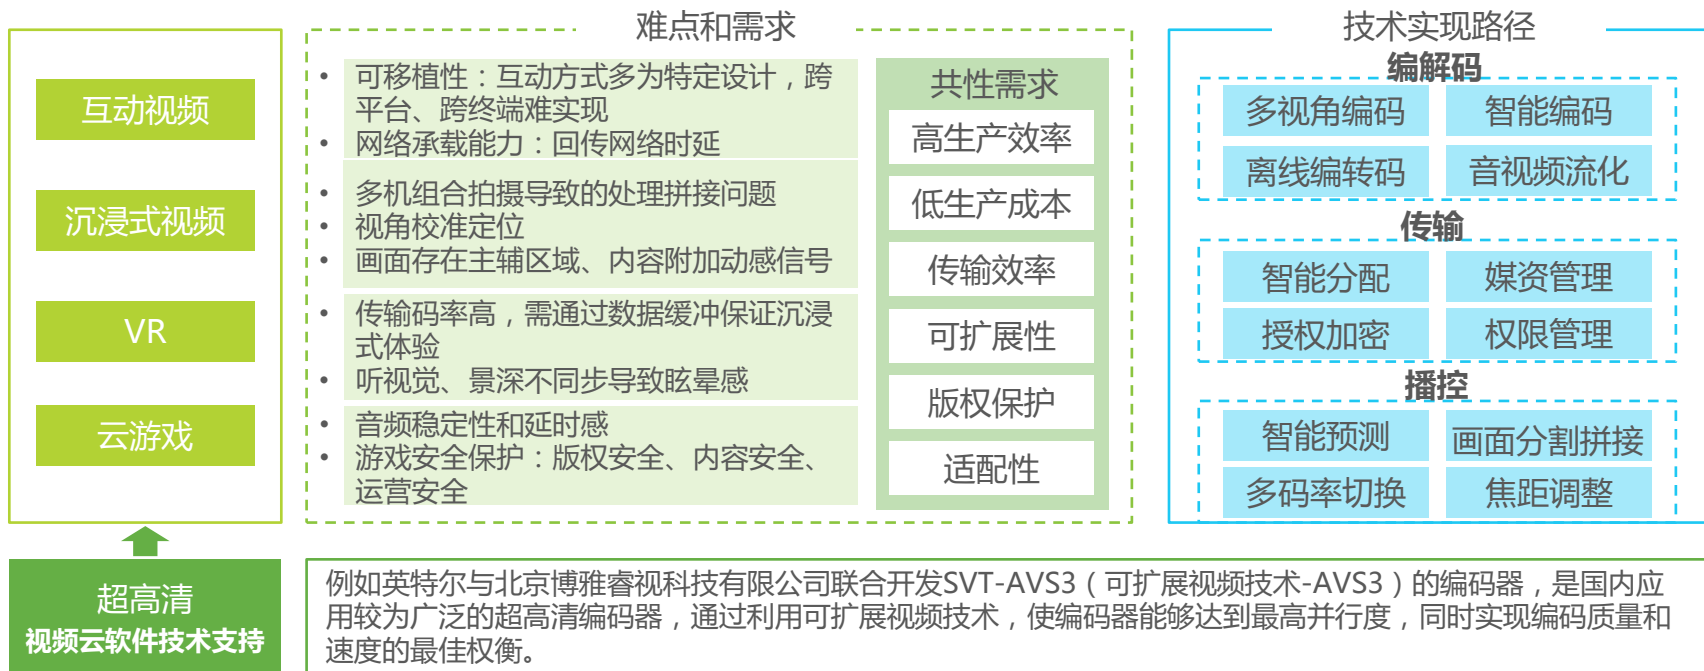 互动视频
沉浸式视频
VR
云游戏
超高清
视频云软件技术支持
难点和需求
• 可移植性：互动方式多为特定设计，跨
平台、跨终端难实现
• 网络承载能力：回传网络时延
• 多机组合拍摄导致的处理拼接问题
• 视角校准定位
• 画面存在主辅区域、内容附加动感信号
• 传输码率高，需通过数据缓冲保证沉浸
式体验
• 听视觉、景深不同步导致眩晕感
• 音频稳定性和延时感
• 游戏安全保护：版权安全、内容安全、
运营安全
共性需求
高生产效率
低生产成本
传输效率
可扩展性
版权保护
适配性
技术实现路径
编解码
多视角编码 智能编码
离线编转码 音视频流化
传输
智能分配 媒资管理
授权加密 权限管理
播控
智能预测 画面分割拼接
多码率切换 焦距调整
例如英特尔与北京博雅睿视科技有限公司联合开发SVT-AVS3（可扩展视频技术-AVS3）的编码器，是国内应
用较为广泛的超高清编码器，通过利用可扩展视频技术，使编码器能够达到最高并行度，同时实现编码质量和
速度的最佳权衡。